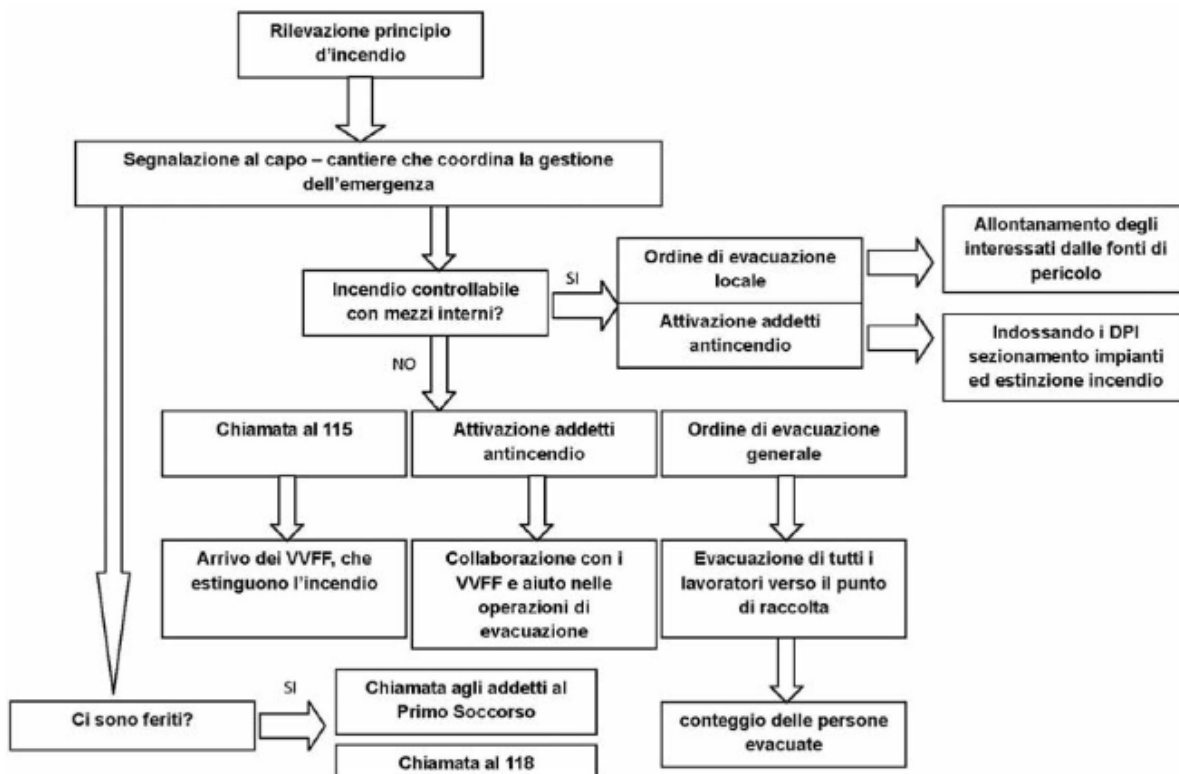 Rilevazione principio
d'incendio
Segnalazione al capo – cantiere che coordina la gestione
dell'emergenza
Incendio controllabile
con mezzi interni?
SI
Ordine di evacuazione
locale
Attivazione addetti
antincendio
Allontanamento degli
interessati dalle fonti di
pericolo
Indossando i DPI
sezionamento impianti
ed estinzione incendio
NO
Chiamata al 115
Attivazione addetti
antincendio
Ordine di evacuazione
generale
Arrivo dei VVFF, che
estinguono l'incendio
Collaborazione con i
VVFF e aiuto nelle
operazioni di
evacuazione
Evacuazione di tutti i
lavoratori verso il punto
di raccolta
Ci sono feriti?
SI
Chiamata agli addetti al
Primo Soccorso
Chiamata al 118
conteggio delle persone
evacuate